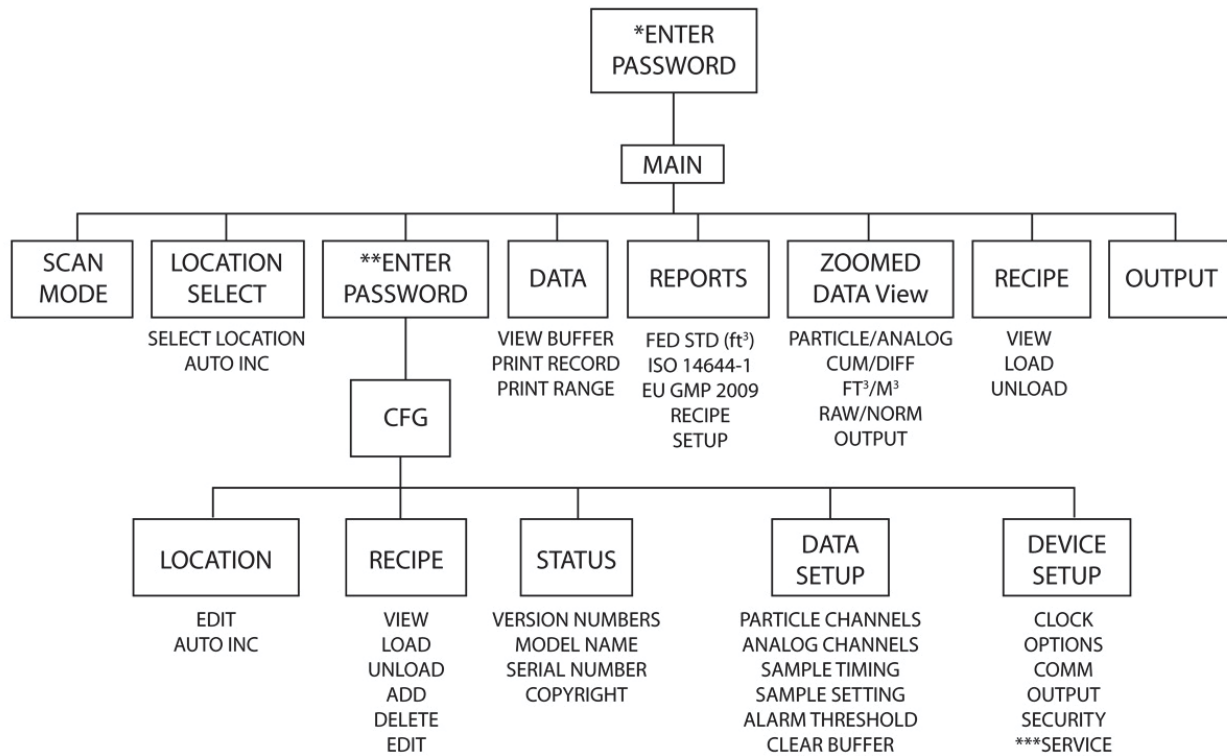 *ENTER
PASSWORD
MAIN
SCAN
MODE
LOCATION
SELECT
SELECT LOCATION
AUTO INC
**ENTER
PASSWORD
DATA
VIEW BUFFER
PRINT RECORD
PRINT RANGE
REPORTS
FED STD (ft³)
ISO 14644-1
EU GMP 2009
RECIPE
SETUP
ZOOMED
DATA View
PARTICLE/ANALOG
CUM/DIFF
FT³/M³
RAW/NORM
OUTPUT
RECIPE
VIEW
LOAD
UNLOAD
OUTPUT
CFG
LOCATION
EDIT
AUTO INC
RECIPE
VIEW
LOAD
UNLOAD
ADD
DELETE
EDIT
STATUS
VERSION NUMBERS
MODEL NAME
SERIAL NUMBER
COPYRIGHT
DATA
SETUP
PARTICLE CHANNELS
ANALOG CHANNELS
SAMPLE TIMING
SAMPLE SETTING
ALARM THRESHOLD
CLEAR BUFFER
DEVICE
SETUP
CLOCK
OPTIONS
COMM
OUTPUT
SECURITY
***SERVICE